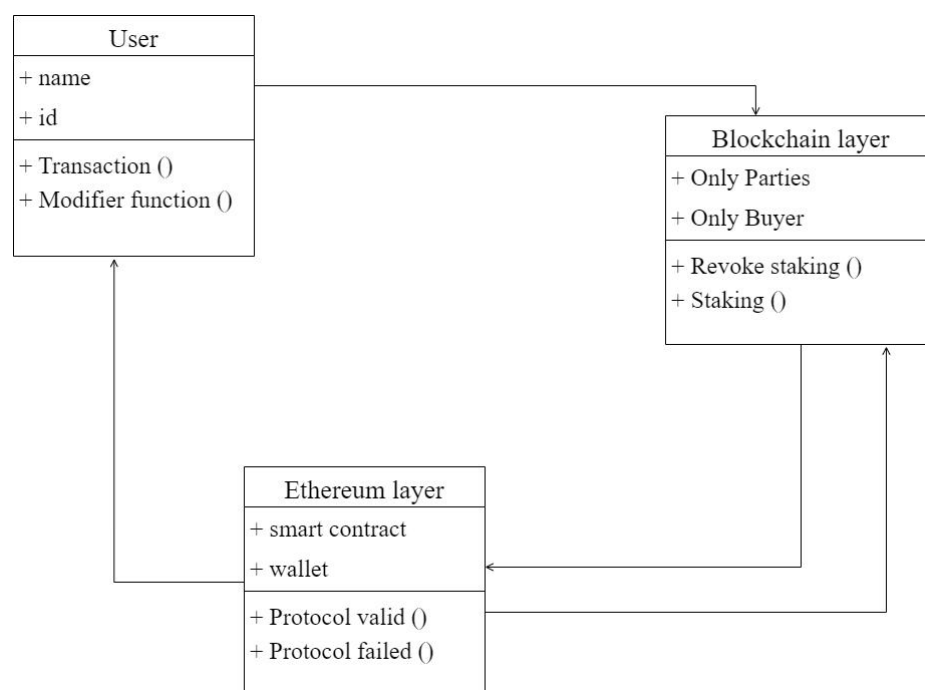 User
+ name
+ id
+ Transaction ()
+ Modifier function ()
Blockchain layer
+ Only Parties
+ Only Buyer
+ Revoke staking ()
+ Staking ()
Ethereum layer
+ smart contract
+ wallet
+ Protocol valid ()
+ Protocol failed ()